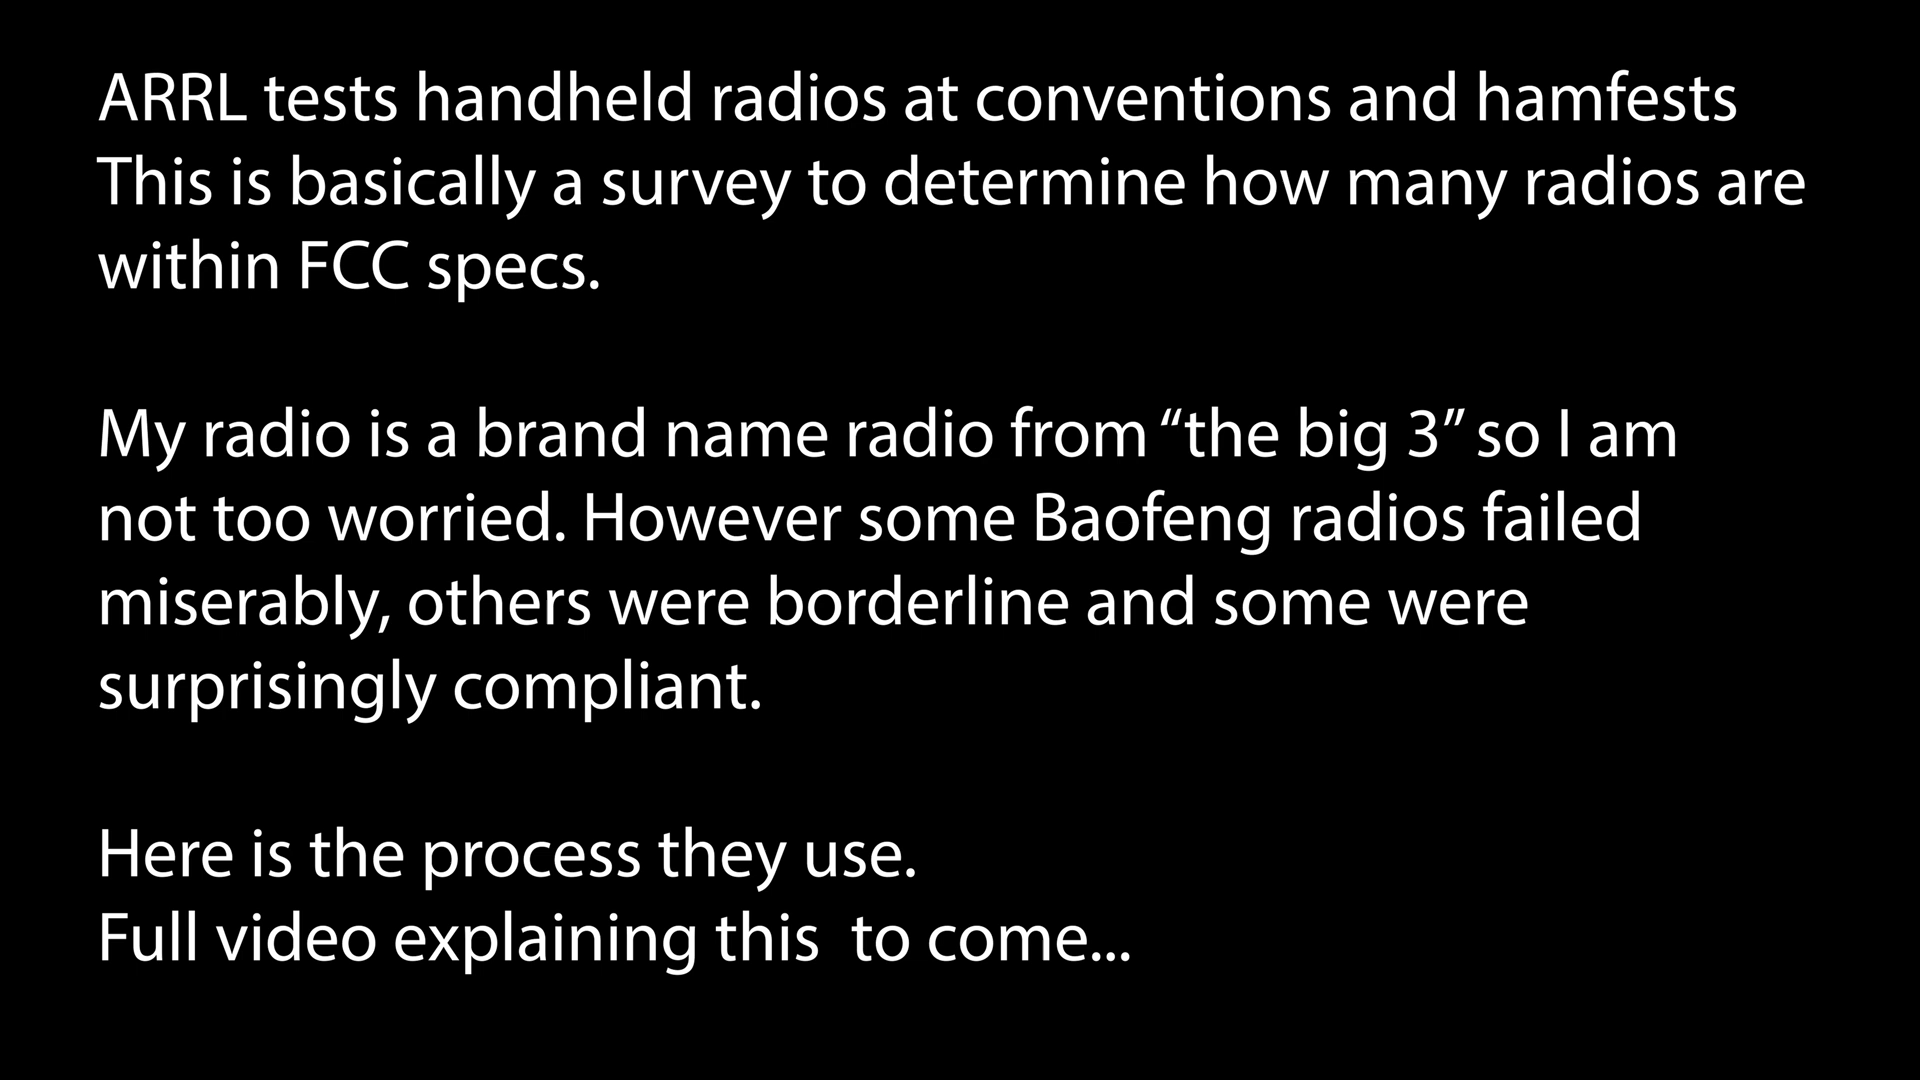 ARRL tests handheld radios at conventions and hamfests
This is basically a survey to determine how many radios are
within FCC specs.
My radio is a brand name radio from “the big 3” so I am
not too worried. However some Baofeng radios failed
miserably, others were borderline and some were
surprisingly compliant.
Here is the process they use.
Full video explaining this  to come...